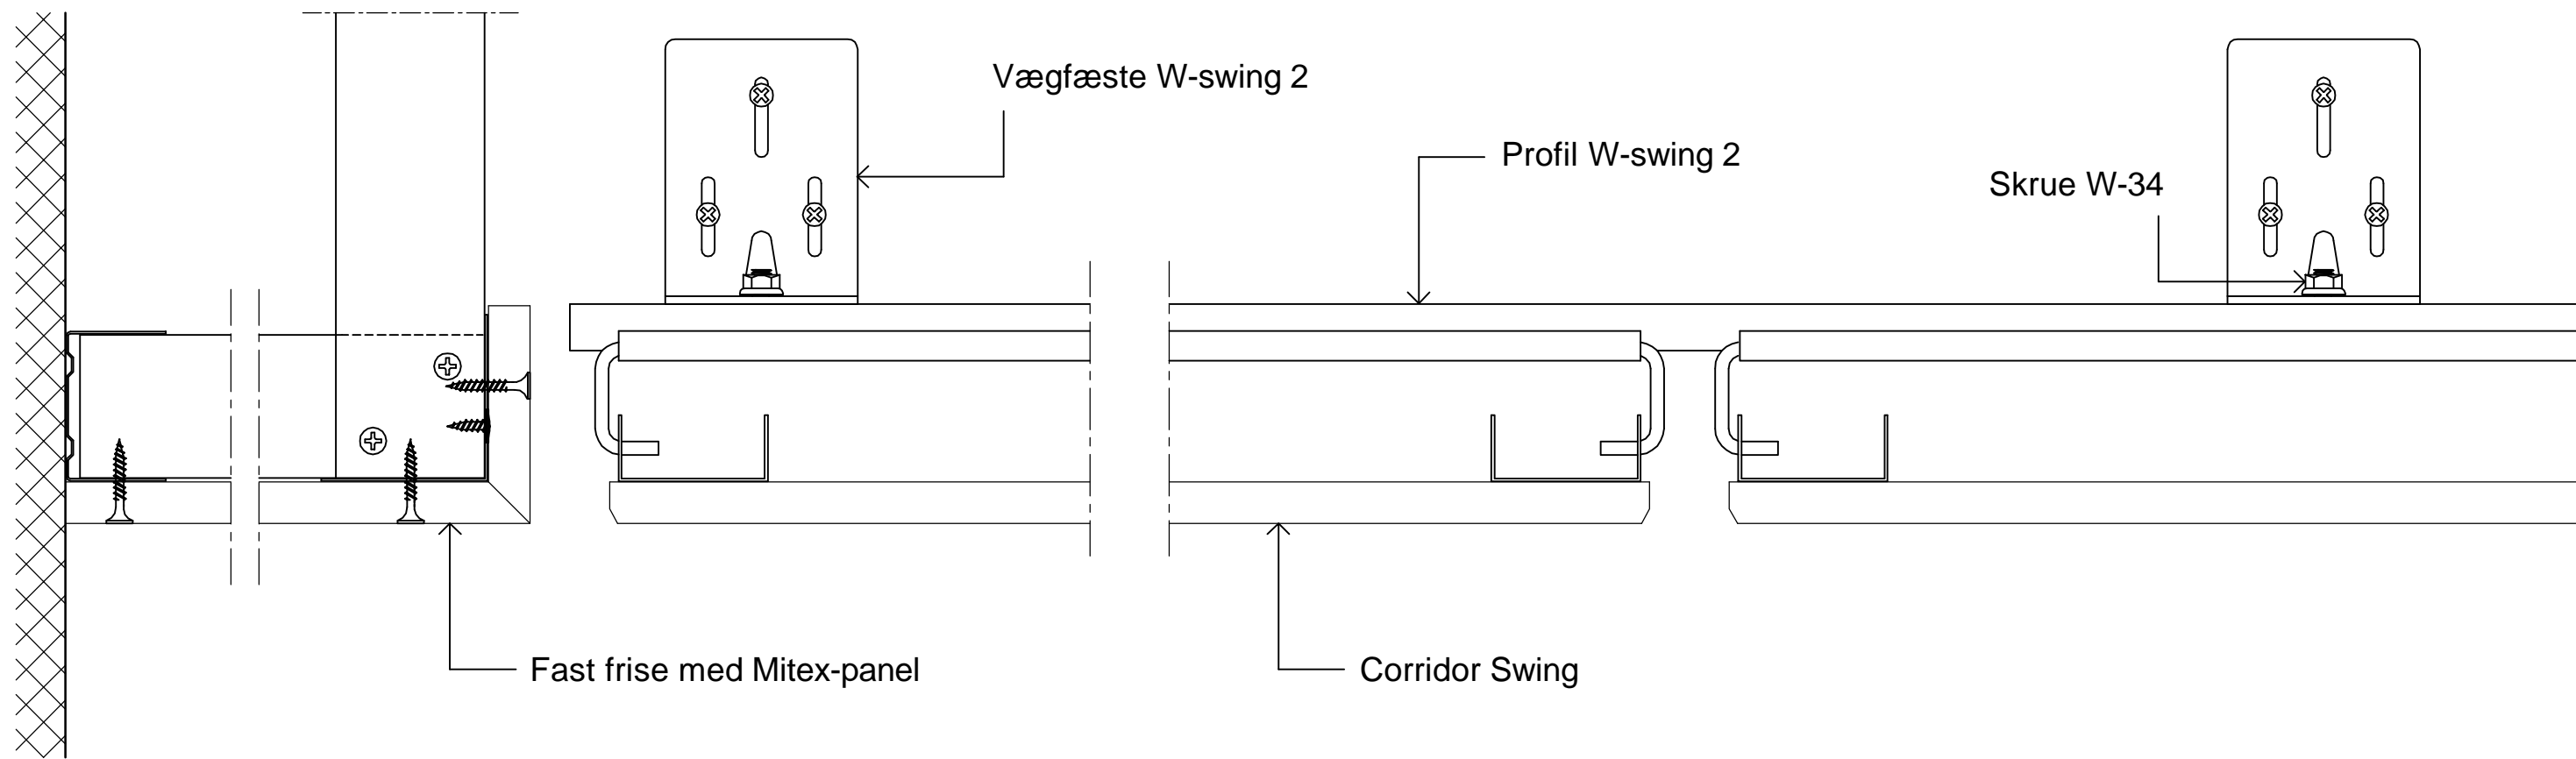 Vægfæste W-swing 2
Profil W-swing 2
Skrue W-34
Fast frise med Mitex-panel
Corridor Swing